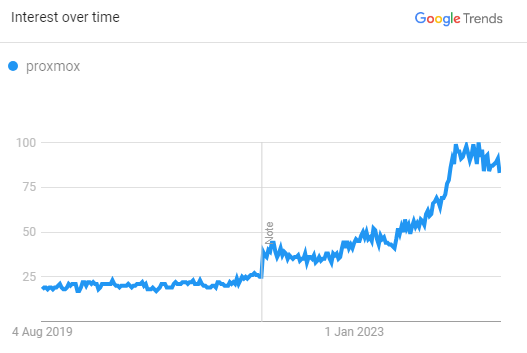 Interest over time
Google Trends
proxmox
100
75
50
25
Note
4 Aug 2019
1 Jan 2023